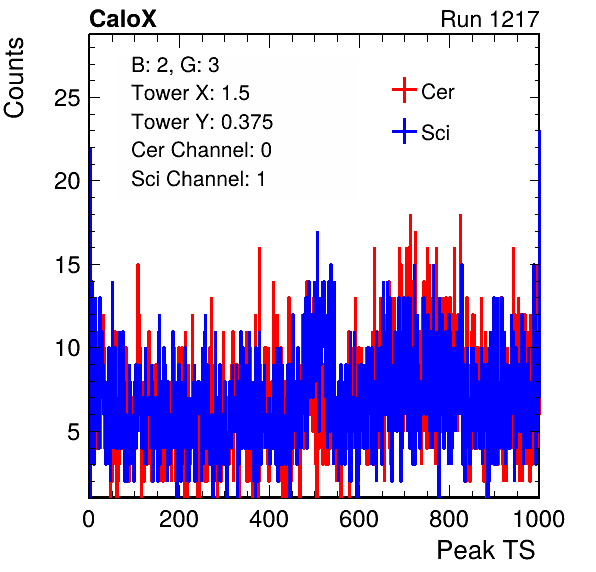 CaloX Run 1217
Counts
B: 2, G: 3
Tower X: 1.5
Tower Y: 0.375
Cer Channel: 0
Sci Channel: 1
Cer
Sci
25
20
15
10
5
0 200 400 600 800 1000
Peak TS